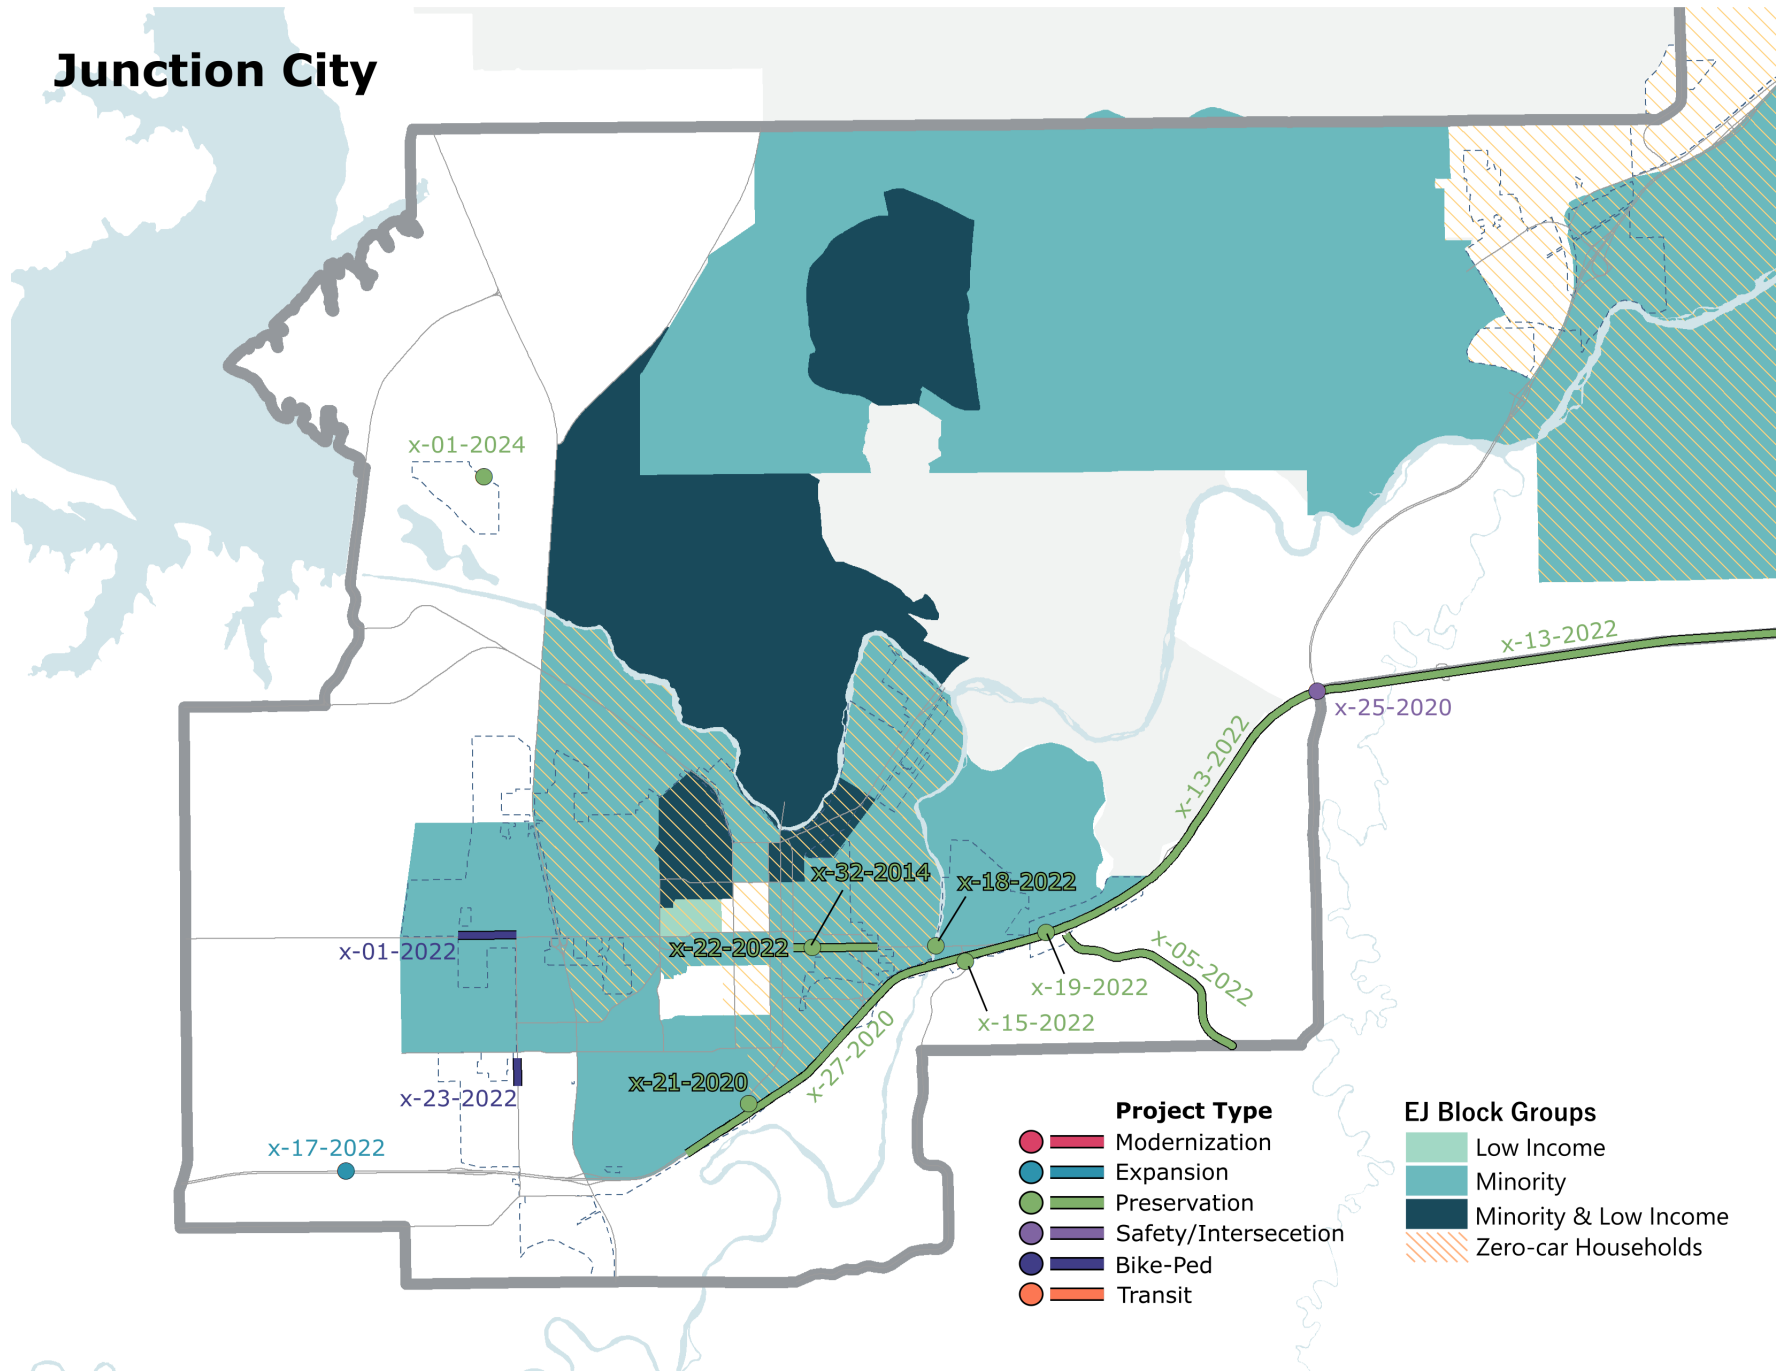 Junction City
x-01-2024
x-13-2022
x-25-2020
x-13-2022
x-32-2014
x-18-2022
x-22-2022
x-01-2022
x-05-2022
x-19-2022
x-15-2022
x-27-2020
x-21-2020
x-23-2022
x-17-2022
Project Type
Modernization
Expansion
Preservation
Safety/Intersecetion
Bike-Ped
Transit
EJ Block Groups
Low Income
Minority
Minority & Low Income
Zero-car Households